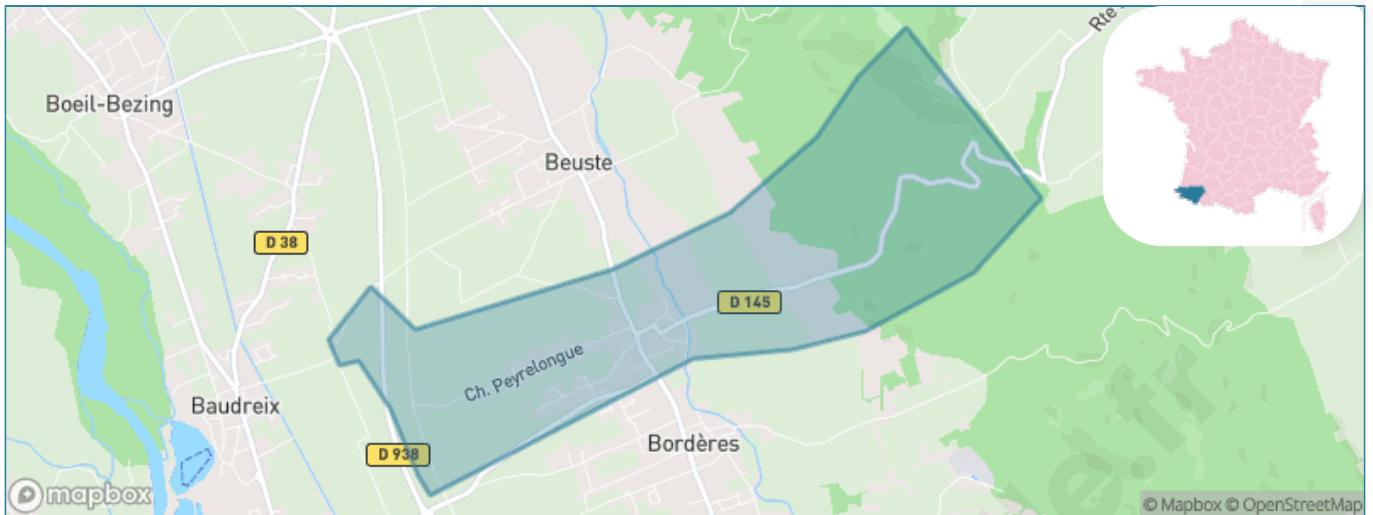 Rte
Boeil-Bezing
Beuste
D 38
D 145
Ch. Peyrelongue
Baudreix
Bordères
D 938
mapbox
© Mapbox © OpenStreetMap